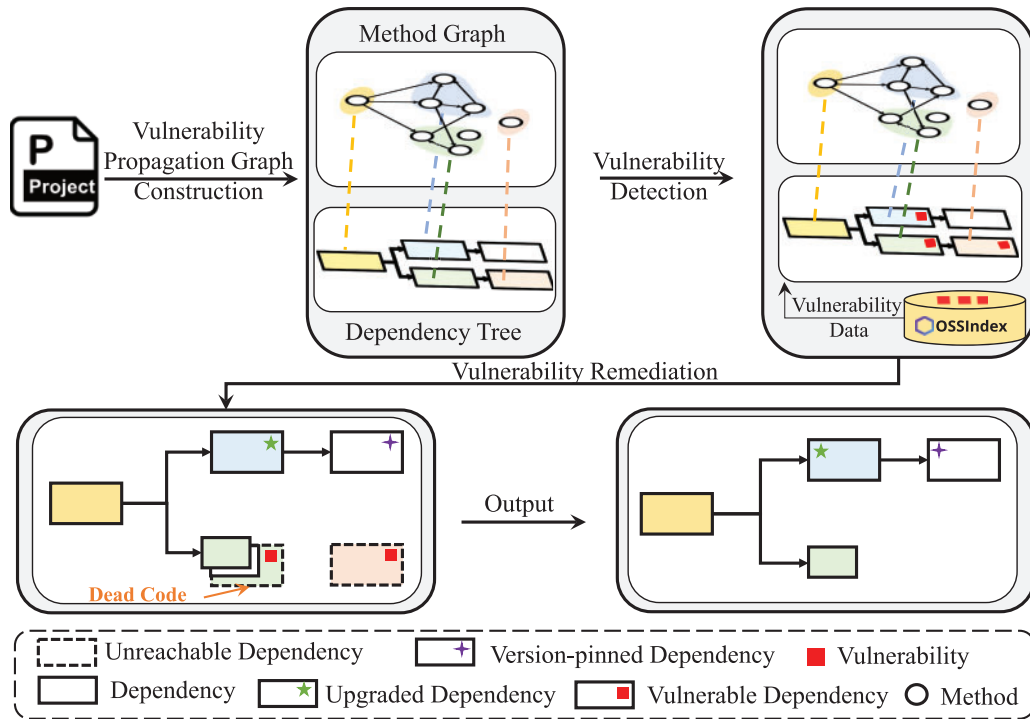 Method Graph
P
Project
Vulnerability
Propagation Graph
Construction
Vulnerability
Detection
Dependency Tree
Vulnerability
Data
OSSIndex
Vulnerability Remediation
Dead Code
Output
Unreachable Dependency
Version-pinned Dependency
Vulnerability
Dependency
Upgraded Dependency
Vulnerable Dependency
Method